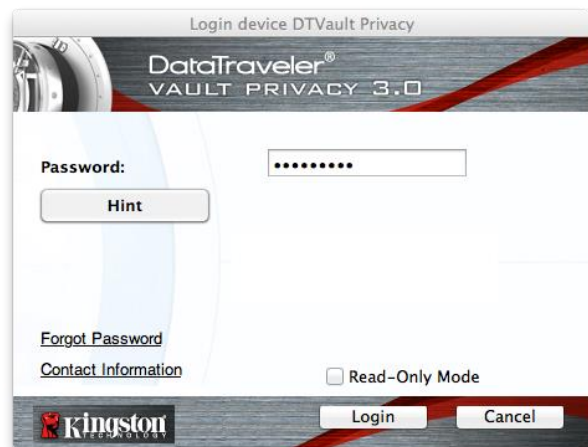 Login device DTVault Privacy
DataTraveler®
VAULT PRIVACY 3.0
Password:
Hint
Forgot Password
Contact Information
Read-Only Mode
Kingston
TECHNOLOGY
Login
Cancel